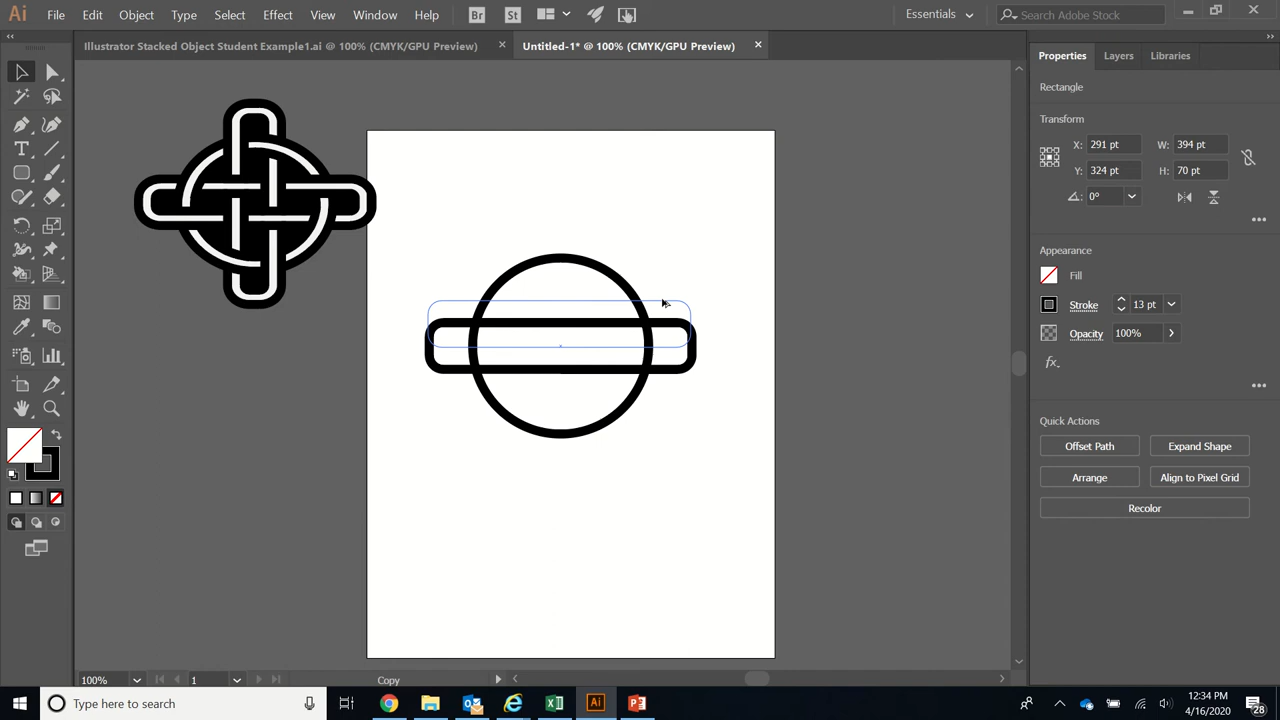 Ai File Edit Object Type Select Effect View Window Help Br St Essentials Search Adobe Stock
Illustrator Stacked Object Student Example1.ai @ 100% (CMYK/GPU Preview) Untitled-1* @ 100% (CMYK/GPU Preview)
Properties Layers Libraries
Rectangle
Transform
X: 291 pt W: 394 pt
Y: 324 pt H: 70 pt
0°
Appearance
Fill
Stroke 13 pt
Opacity 100%
fx.
Quick Actions
Offset Path Expand Shape
Arrange Align to Pixel Grid
Recolor
100% 1 Copy
Type here to search
12:34 PM
4/16/2020
28